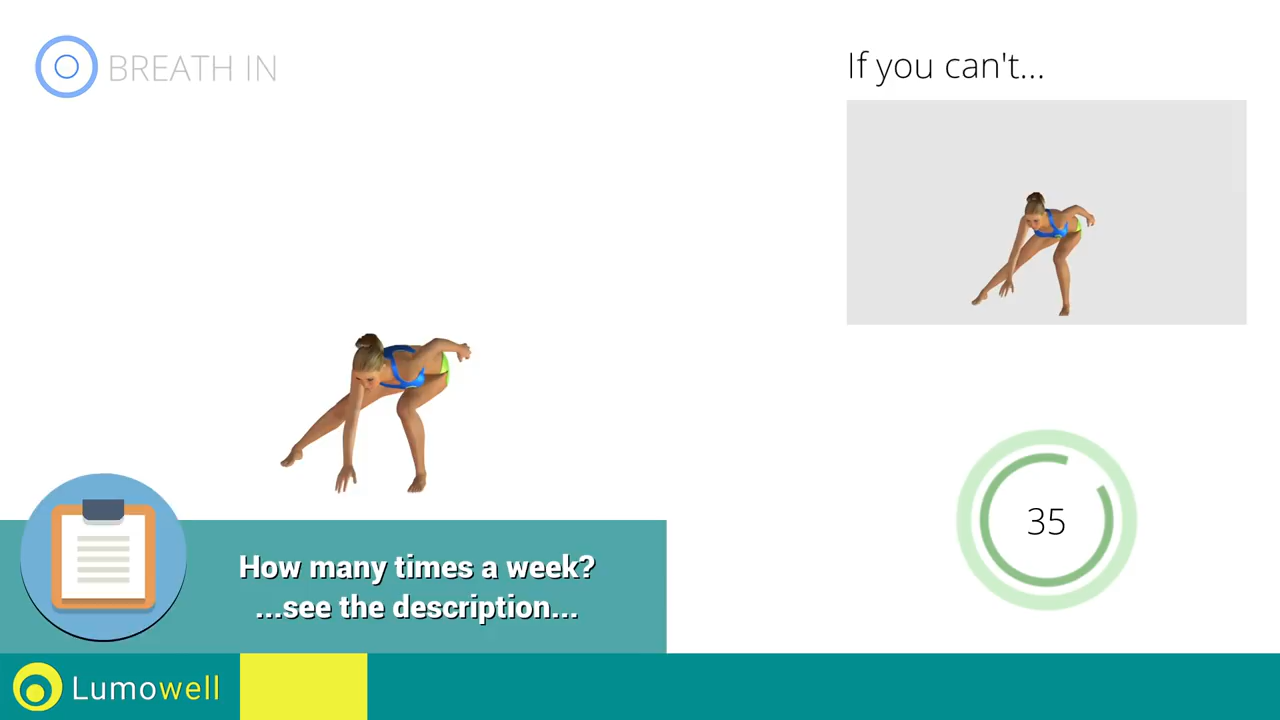 BREATH IN
If you can't...
35
How many times a week?
...see the description...
Lumowell